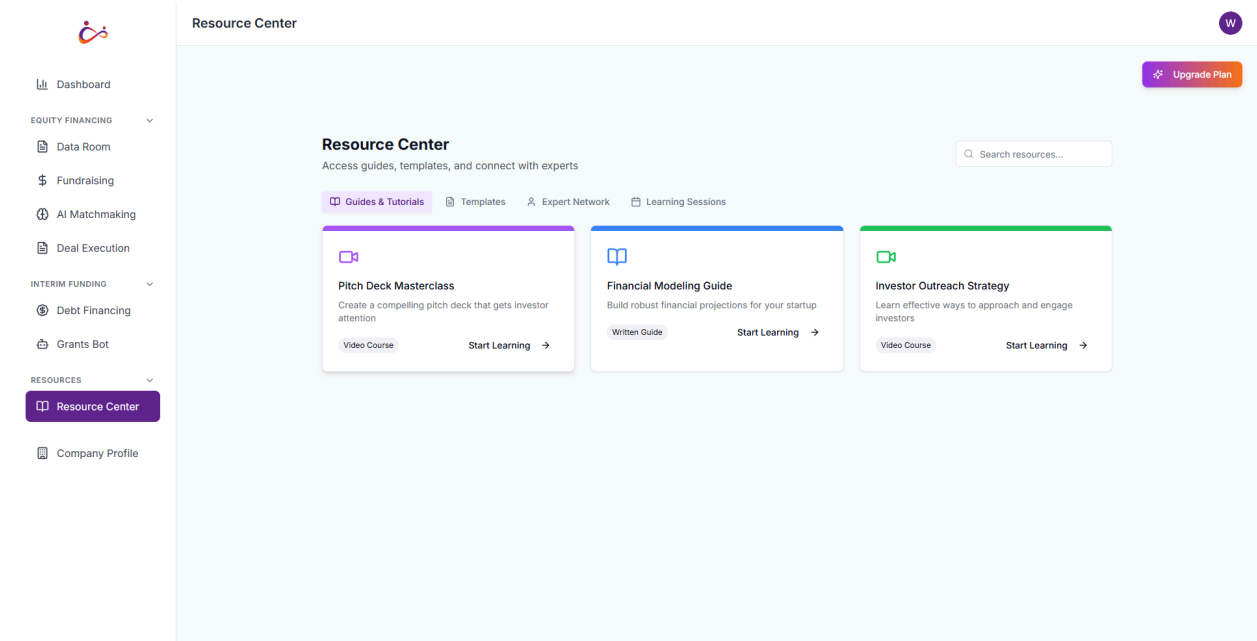 Resource Center
W
Dashboard
Upgrade Plan
EQUITY FINANCING
Data Room
Fundraising
AI Matchmaking
Deal Execution
INTERIM FUNDING
Debt Financing
Grants Bot
RESOURCES
Resource Center
Company Profile
Resource Center
Access guides, templates, and connect with experts
Search resources...
Guides & Tutorials
Templates
Expert Network
Learning Sessions
Pitch Deck Masterclass
Create a compelling pitch deck that gets investor
attention
Video Course
Start Learning
Financial Modeling Guide
Build robust financial projections for your startup
Written Guide
Start Learning
Investor Outreach Strategy
Learn effective ways to approach and engage
investors
Video Course
Start Learning